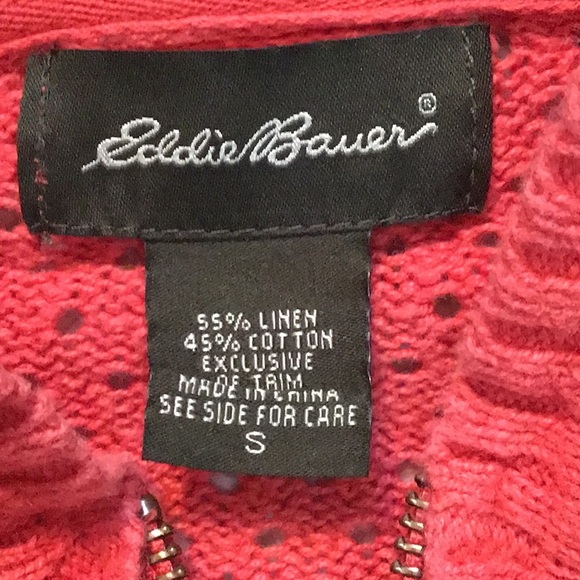 Eddie Bauer®
55% LINEN
45% COTTON
EXCLUSIVE
OF TRIM
MADE IN CHINA
SEE SIDE FOR CARE
S